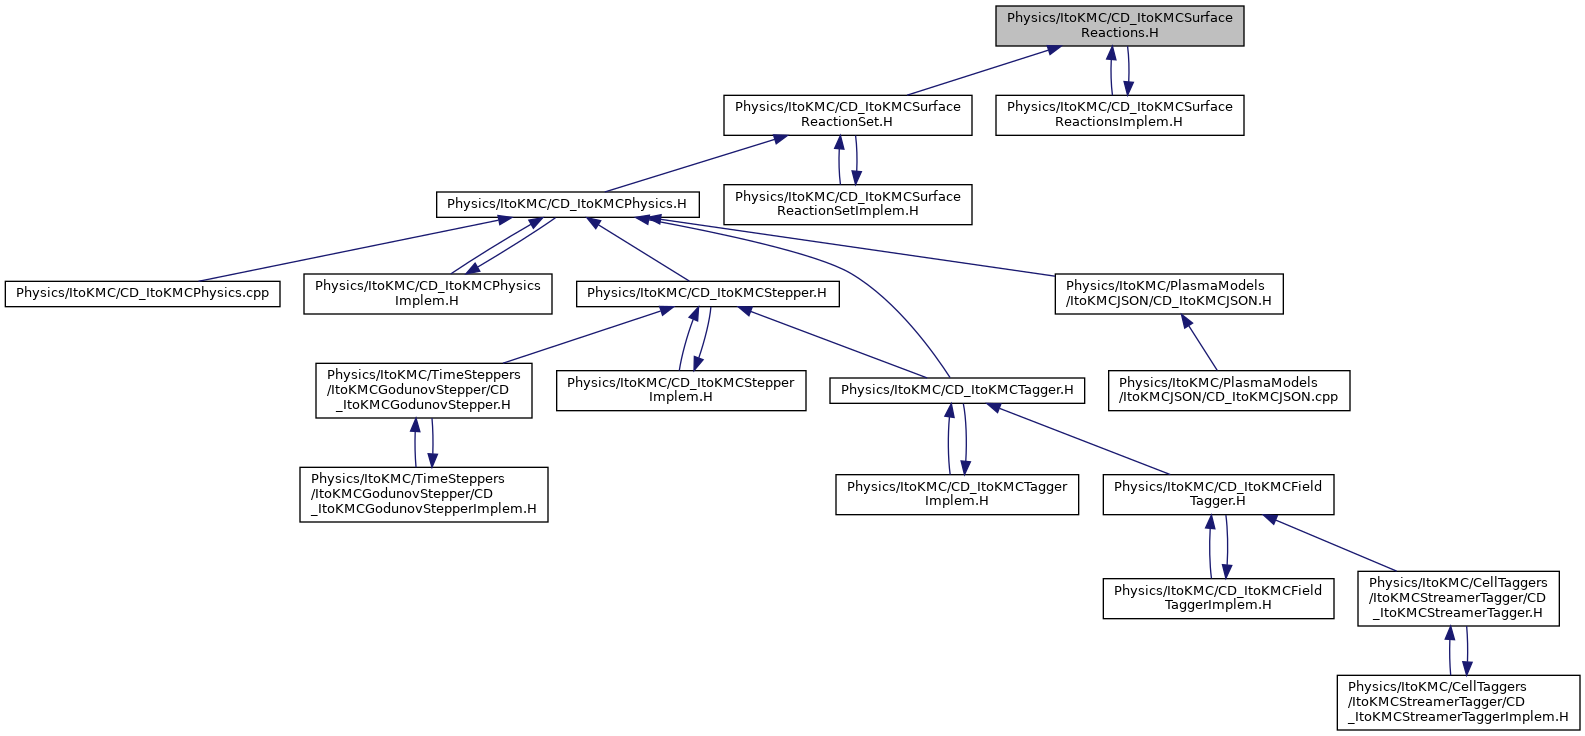 Physics/ItoKMC/CD_ItoKMCSurface
Reactions.H
Physics/ItoKMC/CD_ItoKMCSurface
ReactionSet.H
Physics/ItoKMC/CD_ItoKMCSurface
ReactionsImplem.H
Physics/ItoKMC/CD_ItoKMCPhysics.H
Physics/ItoKMC/CD_ItoKMCSurface
ReactionSetImplem.H
Physics/ItoKMC/CD_ItoKMCPhysics.cpp
Physics/ItoKMC/CD_ItoKMCPhysics
Implem.H
Physics/ItoKMC/CD_ItoKMCStepper.H
Physics/ItoKMC/PlasmaModels
/ItoKMCJSON/CD_ItoKMCJSON.H
Physics/ItoKMC/TimeSteppers
/ItoKMCGodunovStepper/CD
_ItoKMCGodunovStepper.H
Physics/ItoKMC/CD_ItoKMCStepper
Implem.H
Physics/ItoKMC/CD_ItoKMCTagger.H
Physics/ItoKMC/PlasmaModels
/ItoKMCJSON/CD_ItoKMCJSON.cpp
Physics/ItoKMC/TimeSteppers
/ItoKMCGodunovStepper/CD
_ItoKMCGodunovStepperImplem.H
Physics/ItoKMC/CD_ItoKMCTagger
Implem.H
Physics/ItoKMC/CD_ItoKMCField
Tagger.H
Physics/ItoKMC/CD_ItoKMCField
TaggerImplem.H
Physics/ItoKMC/CellTaggers
/ItoKMCStreamerTagger/CD
_ItoKMCStreamerTagger.H
Physics/ItoKMC/CellTaggers
/ItoKMCStreamerTagger/CD
_ItoKMCStreamerTaggerImplem.H